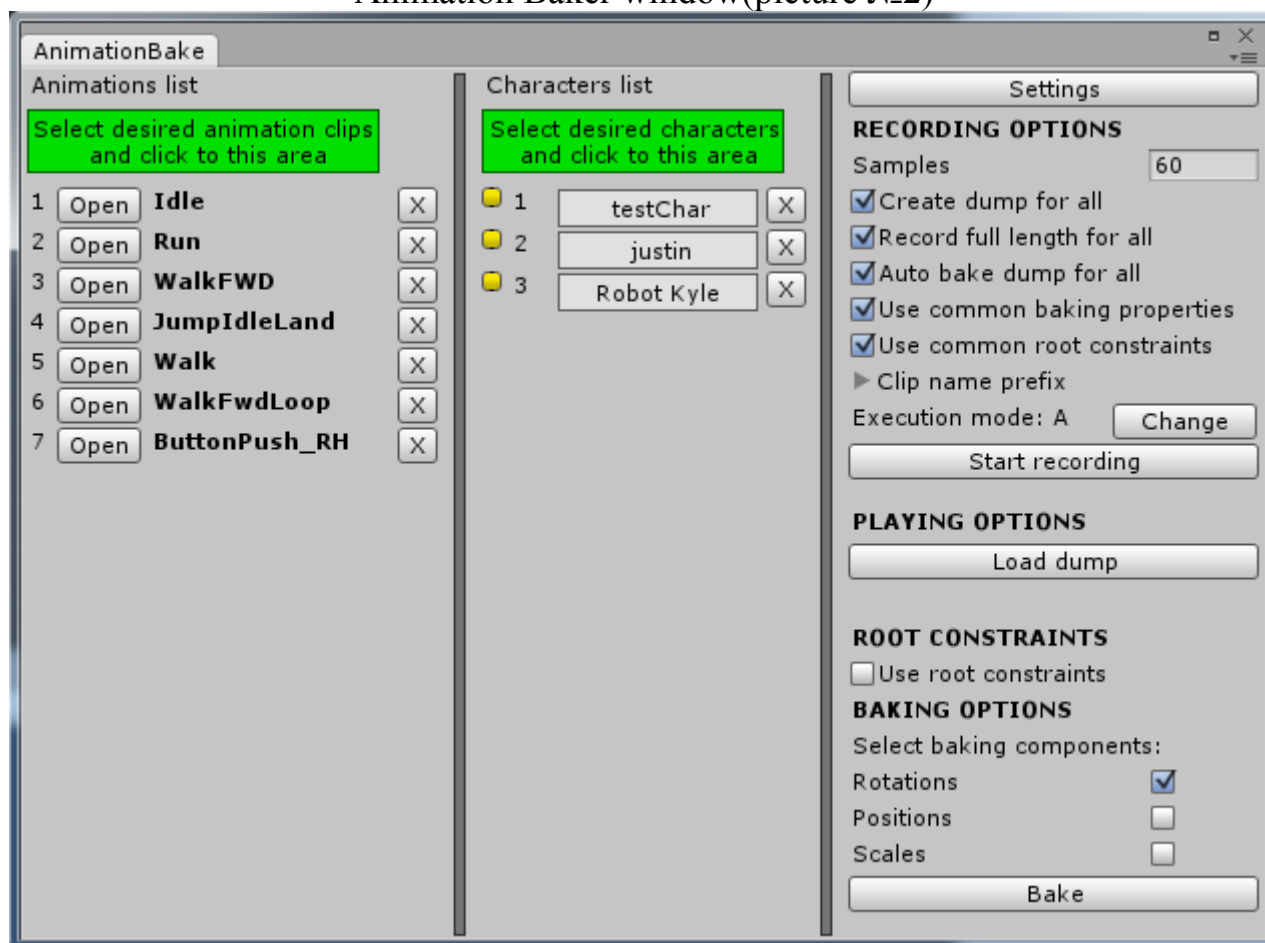 Animation Baker window(picture №2)
AnimationBake
Animations list
Select desired animation clips
and click to this area
1 Open Idle X
2 Open Run X
3 Open WalkFWD X
4 Open JumpIdleLand X
5 Open Walk X
6 Open WalkFwdLoop X
7 Open ButtonPush_RH X
Characters list
Select desired characters
and click to this area
1 testChar X
2 justin X
3 Robot Kyle X
Settings
RECORDING OPTIONS
Samples 60
Create dump for all
Record full length for all
Auto bake dump for all
Use common baking properties
Use common root constraints
Clip name prefix
Execution mode: A Change
Start recording
PLAYING OPTIONS
Load dump
ROOT CONSTRAINTS
Use root constraints
BAKING OPTIONS
Select baking components:
Rotations
Positions
Scales
Bake